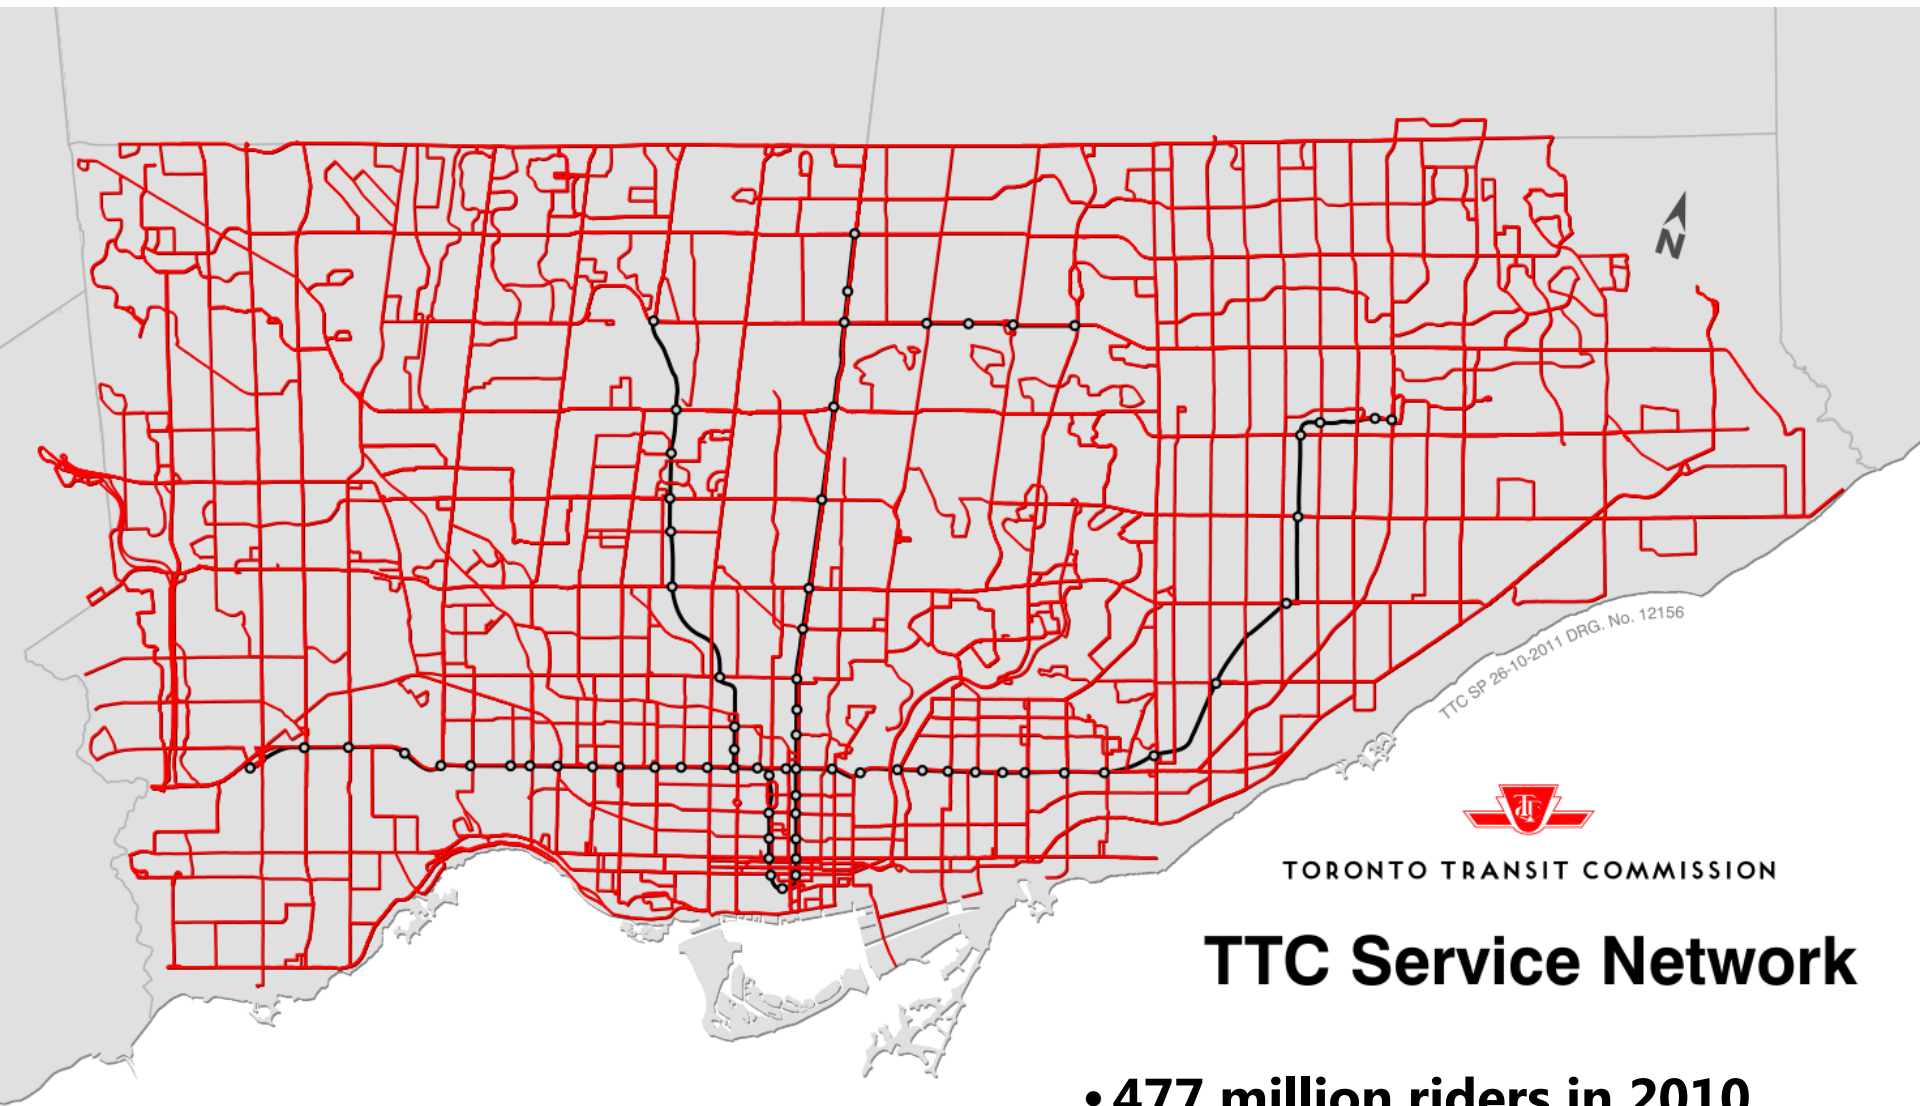 N
TTC SP 26-10-2011 DRG. No. 12156
TTC
TORONTO TRANSIT COMMISSION
TTC Service Network
• 477 million riders in 2010